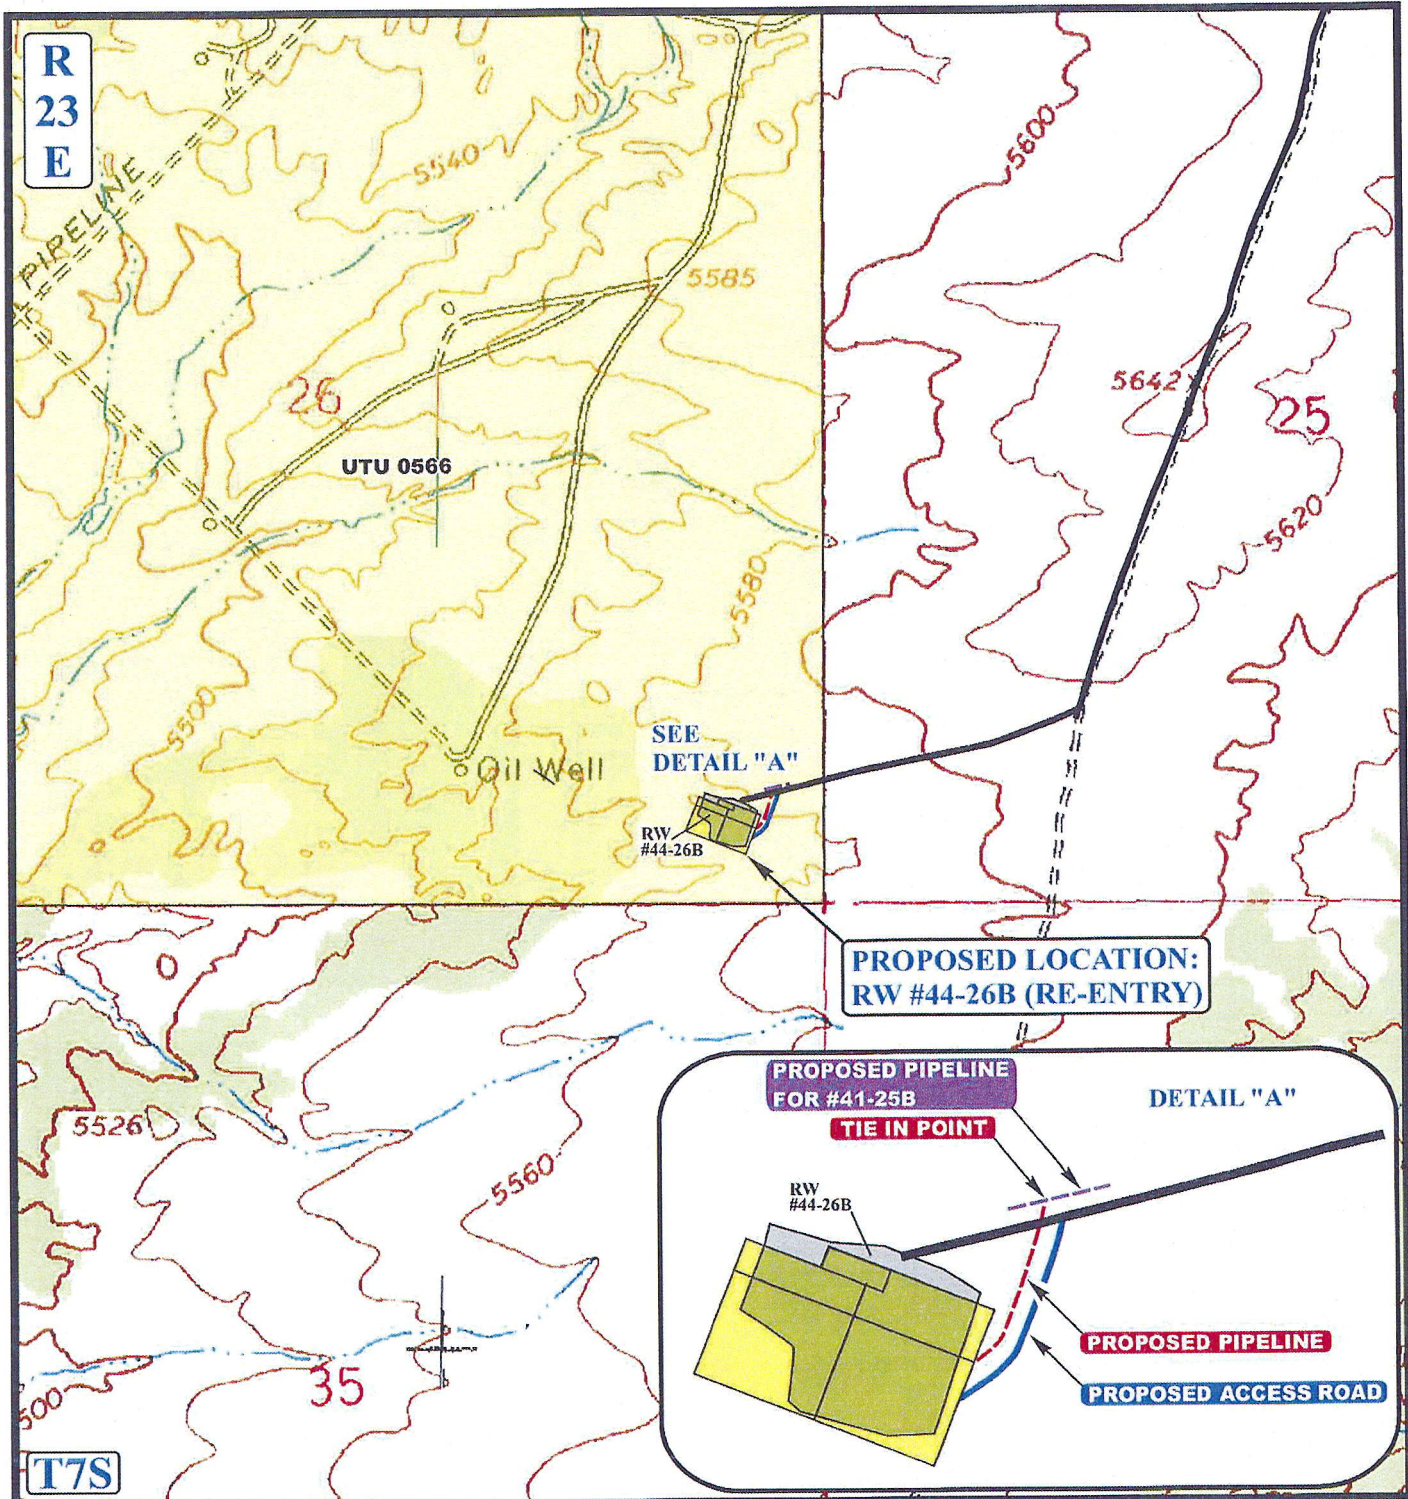 R
23
E
PIPELINE
5540
5600
5585
26
5642
25
UTU 0566
5620
5580
5500
SEE
DETAIL "A"
Oil Well
RW
#44-26B
PROPOSED LOCATION:
RW #44-26B (RE-ENTRY)
5526
5560
35
500
T7S
PROPOSED PIPELINE
FOR #41-25B
DETAIL "A"
TIE IN POINT
RW
#44-26B
PROPOSED PIPELINE
PROPOSED ACCESS ROAD